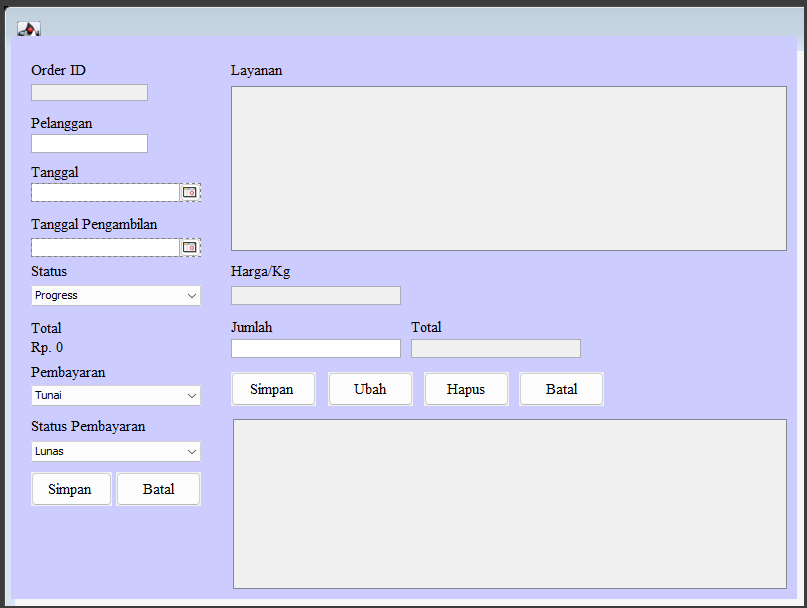 Order ID
Pelanggan
Tanggal
Tanggal Pengambilan
Status
Progress
Total
Rp. 0
Pembayaran
Tunai
Status Pembayaran
Lunas
Simpan Batal
Layanan
Harga/Kg
Jumlah Total
Simpan Ubah Hapus Batal